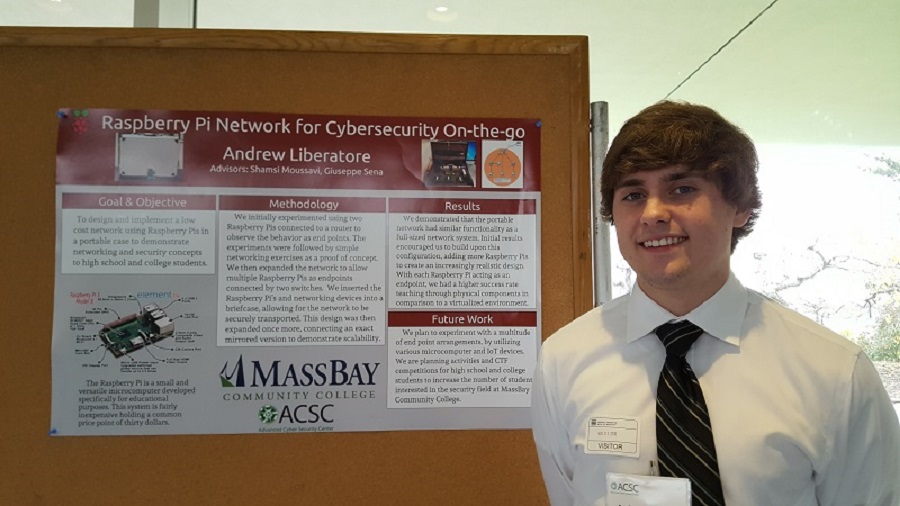 Raspberry Pi Network for Cybersecurity On-the-go
Andrew Liberatore
Advisors: Shamsi Moussavi, Giuseppe Sena
Goal & Objective
To design and implement a low
cost network using Raspberry Pis in
a portable case to demonstrate
networking and security concepts
to high school and college students.
Raspberry Pi 2
Model B
element
The Raspberry Pi is a small and
versatile microcomputer developed
specifically for educational
purposes. This system is fairly
inexpensive holding a common
price point of thirty dollars.
Methodology
We initially experimented using two
Raspberry Pis connected to a router to
observe the behavior as end points. The
experiments were followed by simple
networking exercises as a proof of concept.
We then expanded the network to allow
multiple Raspberry Pis as endpoints
connected by two switches. We inserted the
Raspberry Pi's and networking devices into a
briefcase, allowing for the network to be
securely transported. This design was then
expanded once more, connecting an exact
mirrored version to demonstrate scalability.
MASSBAY
COMMUNITY COLLEGE
ACSC
Advanced Cyber Security Center
Results
We demonstrated that the portable
network had similar functionality as a
full-sized network system. Initial results
encouraged us to build upon this
configuration, adding more Raspberry Pis
to create an increasingly realistic design.
With each Raspberry Pi acting as an
endpoint, we had a higher success rate
teaching through physical components in
comparison to a virtualized environment.
Future Work
We plan to experiment with a multitude
of end point arrangements, by utilizing
various microcomputer and IoT devices.
We are planning activities and CTF
competitions for high school and college
students to increase the number of student
interested in the security field at MassBay
Community College.
VISITOR
ACSC